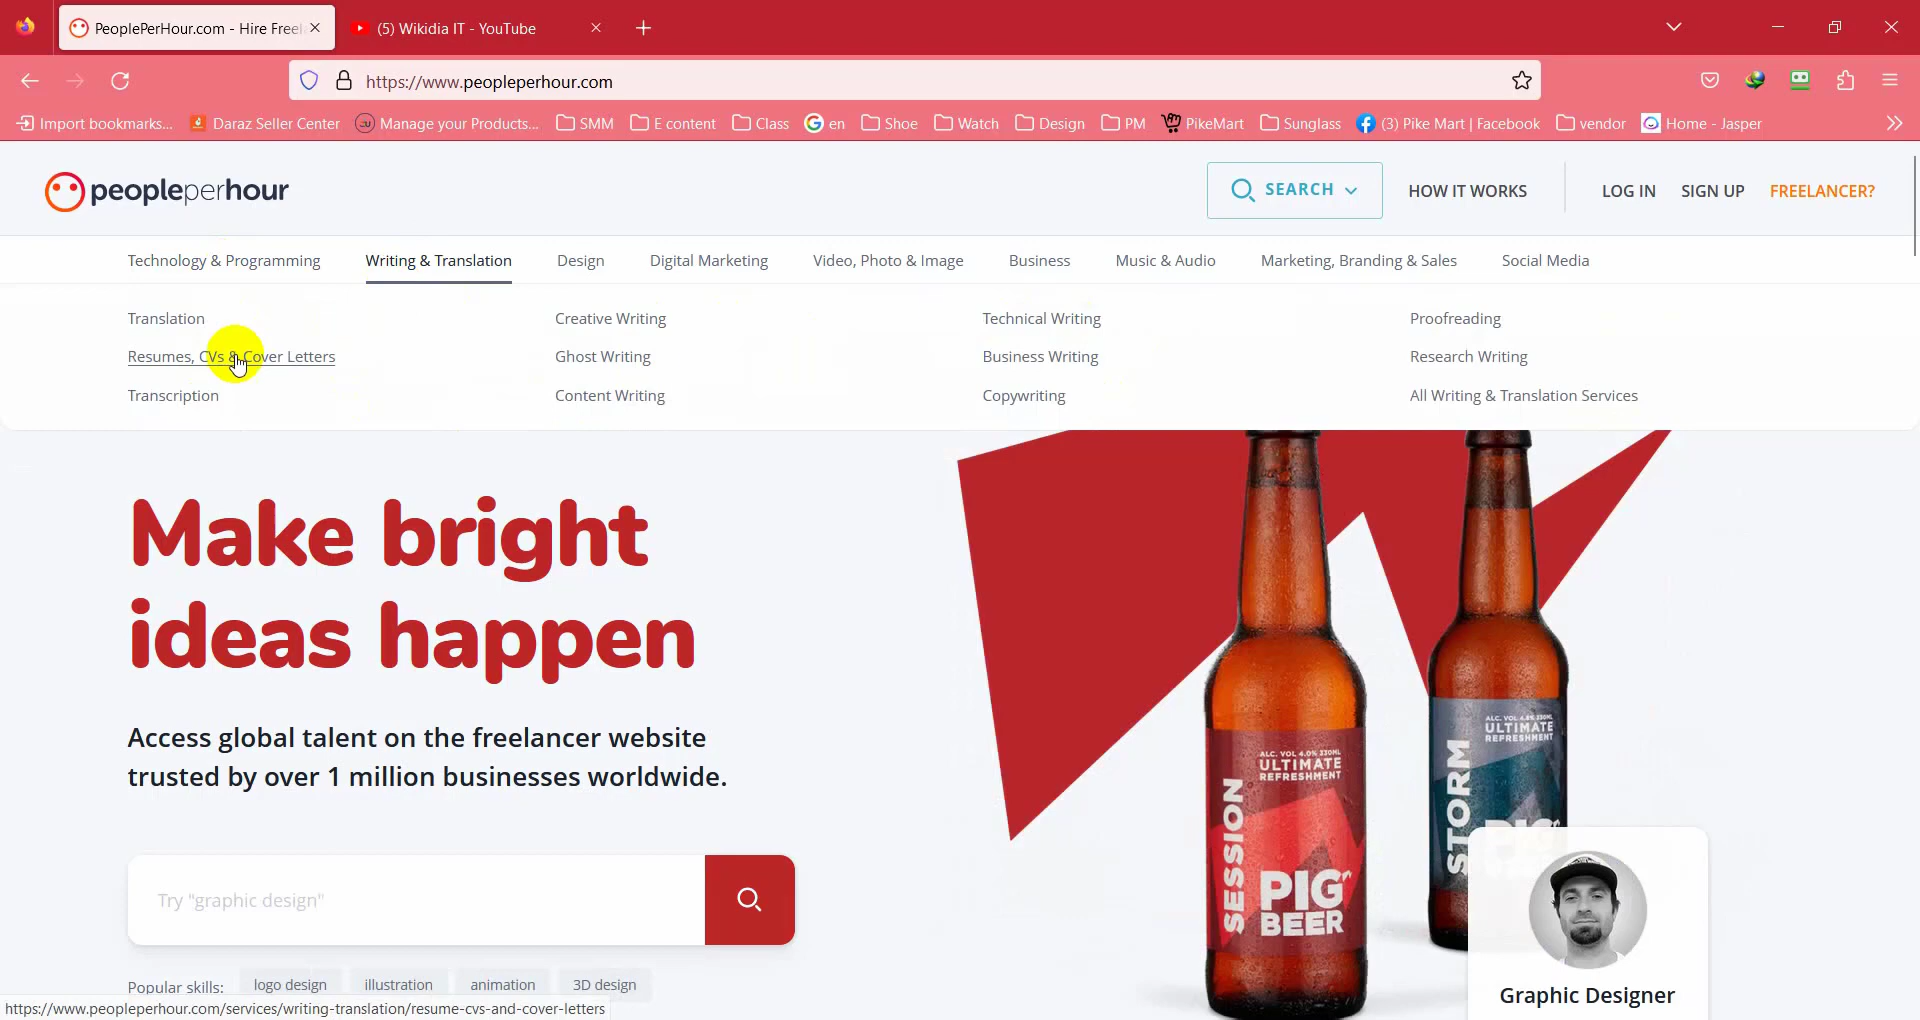 PeoplePerHour.com - Hire Freel
(5) Wikidia IT - YouTube
https://www.peopleperhour.com
Import bookmarks... Daraz Seller Center Manage your Products... SMM E content Class en Shoe Watch Design PM PikeMart Sunglass (3) Pike Mart | Facebook vendor Home - Jasper
peopleperhour
SEARCH HOW IT WORKS LOG IN SIGN UP FREELANCER?
Technology & Programming Writing & Translation Design Digital Marketing Video, Photo & Image Business Music & Audio Marketing, Branding & Sales Social Media
Translation Creative Writing Technical Writing Proofreading
Resumes, CVs & Cover Letters Ghost Writing Business Writing Research Writing
Transcription Content Writing Copywriting All Writing & Translation Services
Make bright
ideas happen
Access global talent on the freelancer website
trusted by over 1 million businesses worldwide.
Try "graphic design"
Popular skills: logo design illustration animation 3D design
https://www.peopleperhour.com/services/writing-translation/resume-cvs-and-cover-letters
ALC. VOL 4.0% 330ML
ULTIMATE
REFRESHMENT
SESSION
PIG
BEER
ALC. VOL. 4.8% 330ML
ULTIMATE
REFRESHMENT
STORM
PIG
Graphic Designer